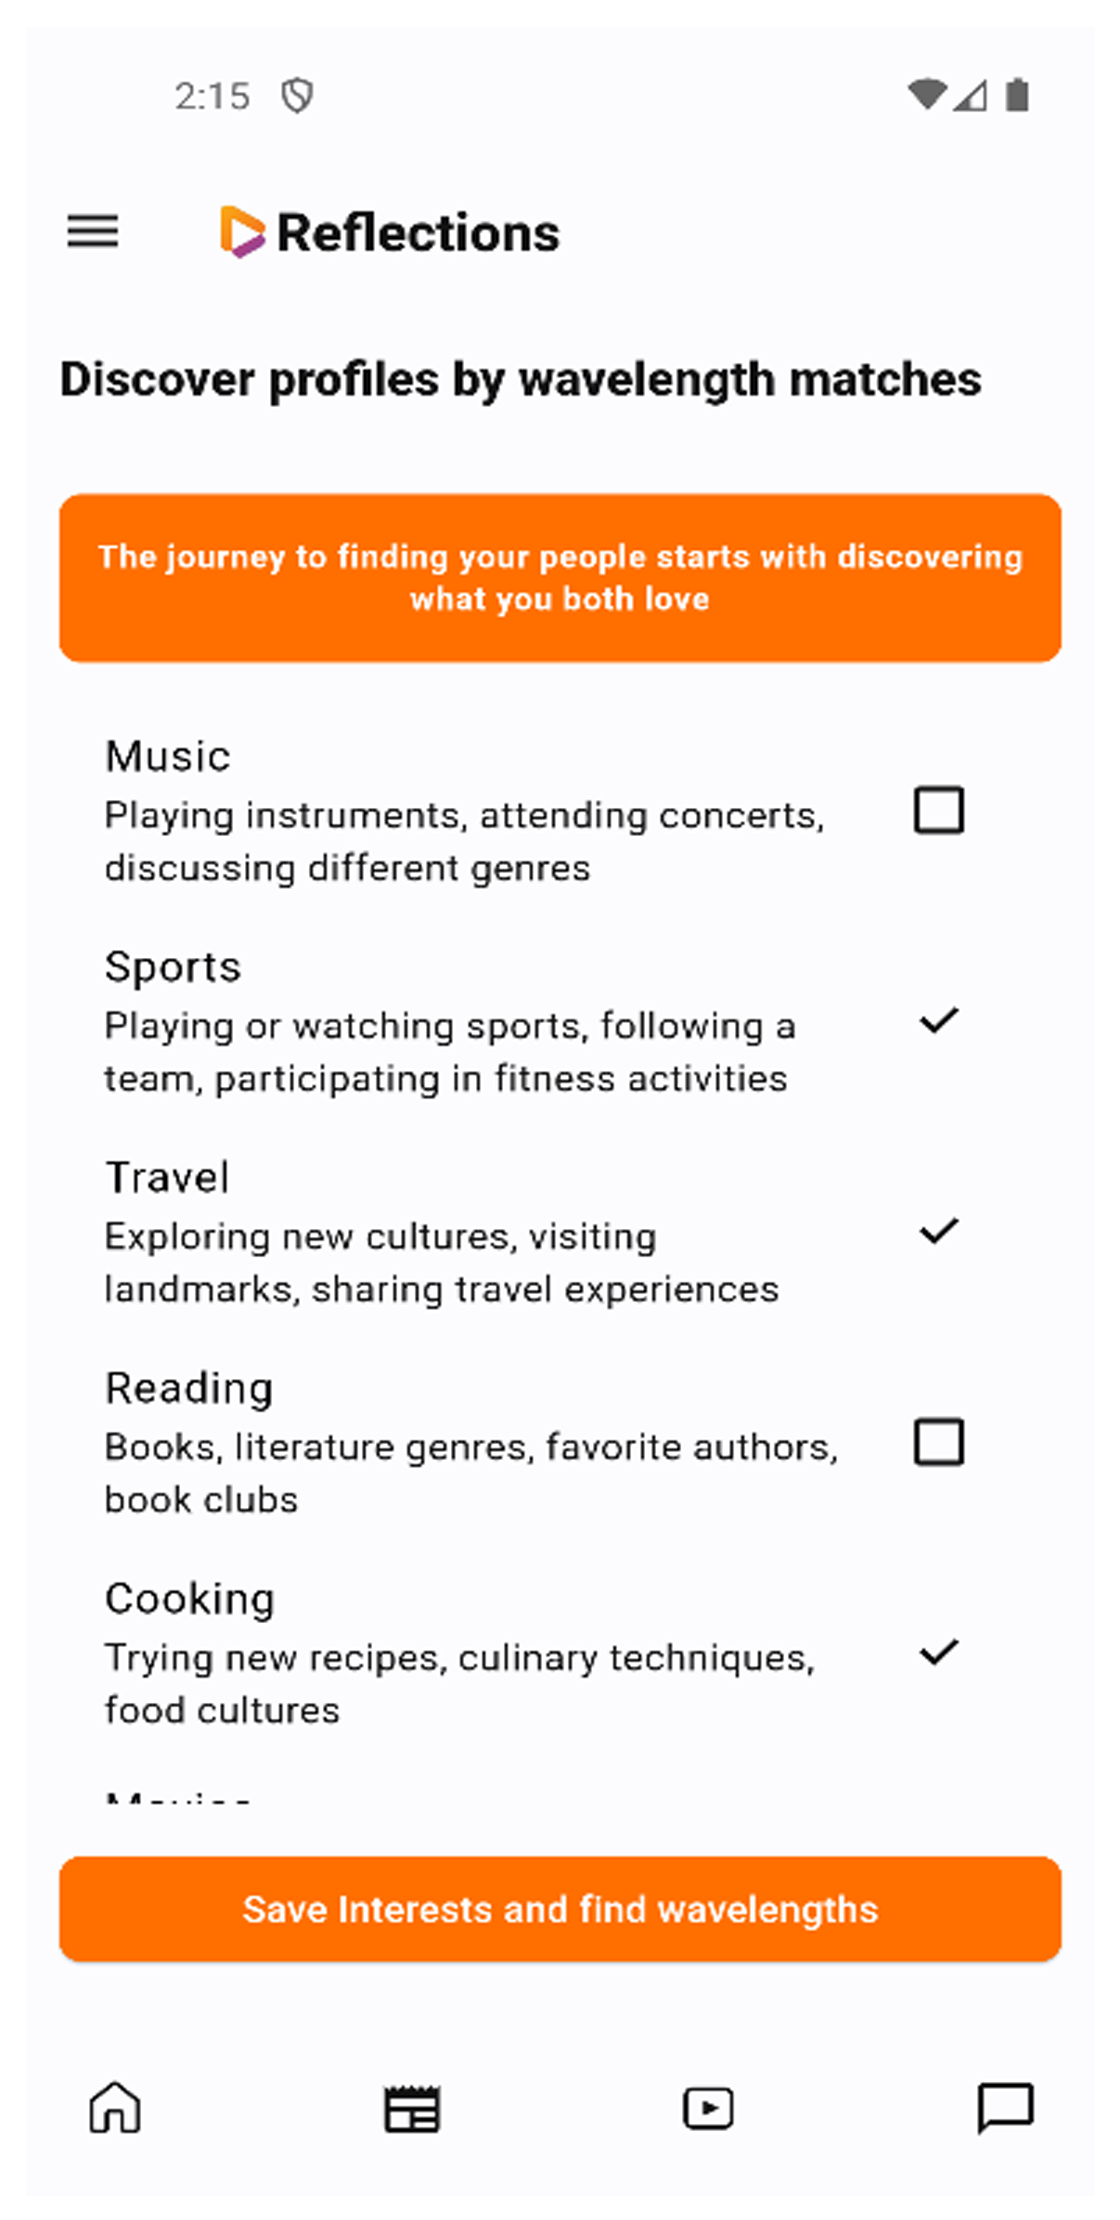 2:15
Reflections
Discover profiles by wavelength matches
The journey to finding your people starts with discovering
what you both love
Music
Playing instruments, attending concerts,
discussing different genres
Sports
Playing or watching sports, following a
team, participating in fitness activities
Travel
Exploring new cultures, visiting
landmarks, sharing travel experiences
Reading
Books, literature genres, favorite authors,
book clubs
Cooking
Trying new recipes, culinary techniques,
food cultures
Save Interests and find wavelengths